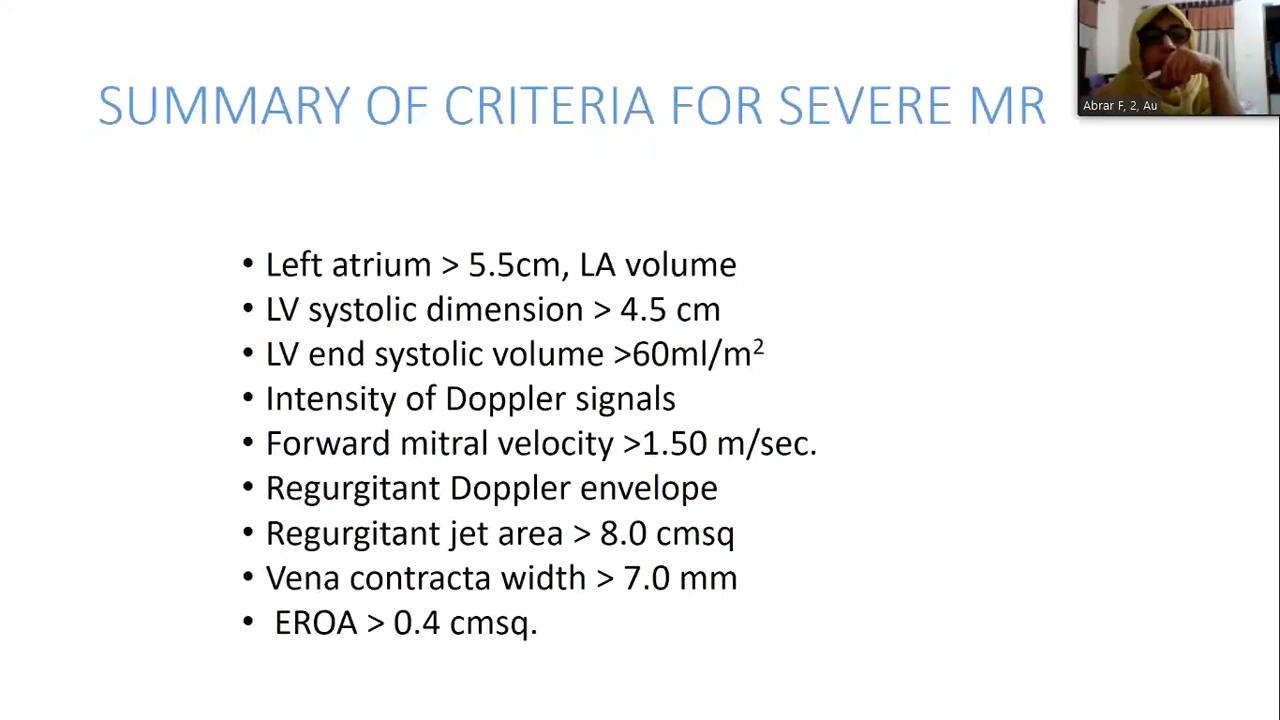 SUMMARY OF CRITERIA FOR SEVERE MR
Abrar F, 2, Au
• Left atrium > 5.5cm, LA volume
• LV systolic dimension > 4.5 cm
• LV end systolic volume >60ml/m²
• Intensity of Doppler signals
• Forward mitral velocity >1.50 m/sec.
• Regurgitant Doppler envelope
• Regurgitant jet area > 8.0 cmsq
• Vena contracta width > 7.0 mm
• EROA > 0.4 cmsq.